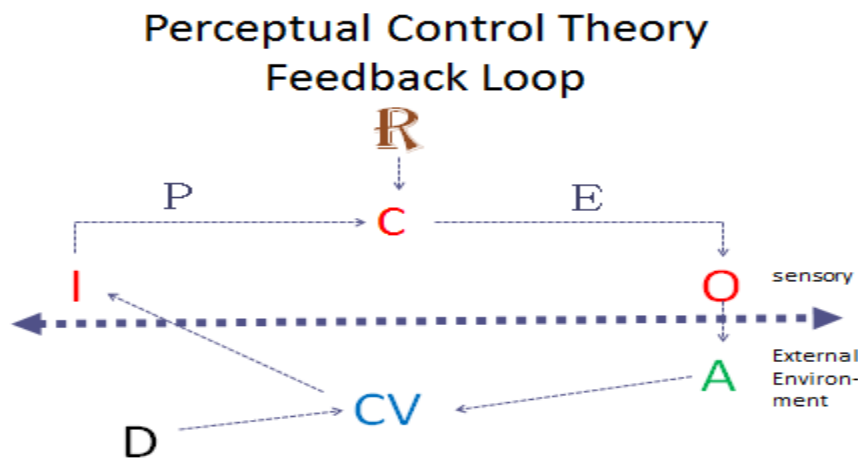 Perceptual Control Theory
Feedback Loop
R
P
C
E
I
O
sensory
A
External
Environ-
ment
CV
D